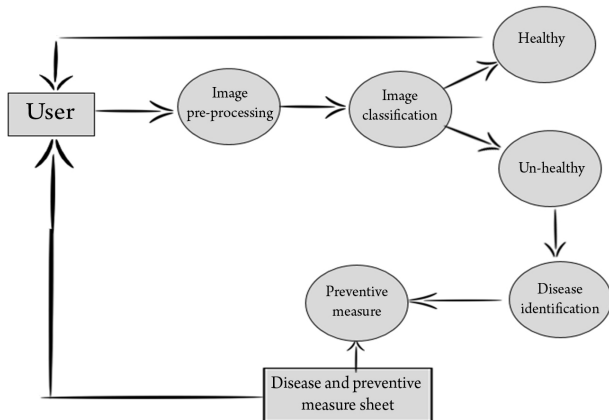 Healthy
User
Image
pre-processing
Image
classification
Un-healthy
Preventive
measure
Disease
identification
Disease and preventive
measure sheet